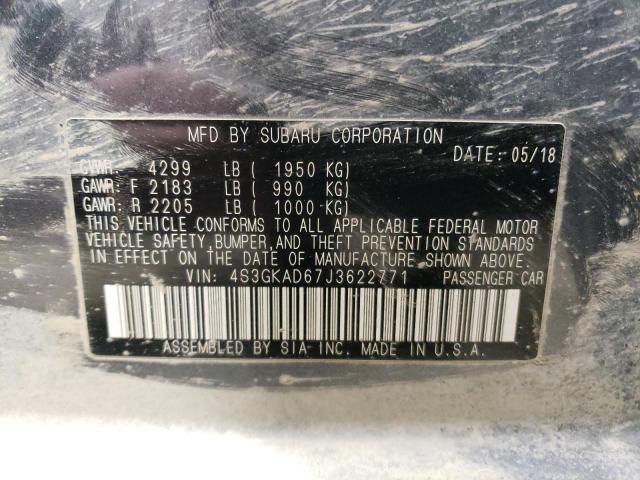 MFD BY SUBARU CORPORATION
DATE: 05/18
GVWR: 4299 LB ( 1950 KG)
GAWR: F 2183 LB ( 990 KG)
GAWR: R 2205 LB ( 1000 KG)
THIS VEHICLE CONFORMS TO ALL APPLICABLE FEDERAL MOTOR
VEHICLE SAFETY, BUMPER, AND THEFT PREVENTION STANDARDS
IN EFFECT ON THE DATE OF MANUFACTURE SHOWN ABOVE.
VIN: 4S3GKAD67J3622771 PASSENGER CAR
ASSEMBLED BY SIA-INC. MADE IN U.S.A.